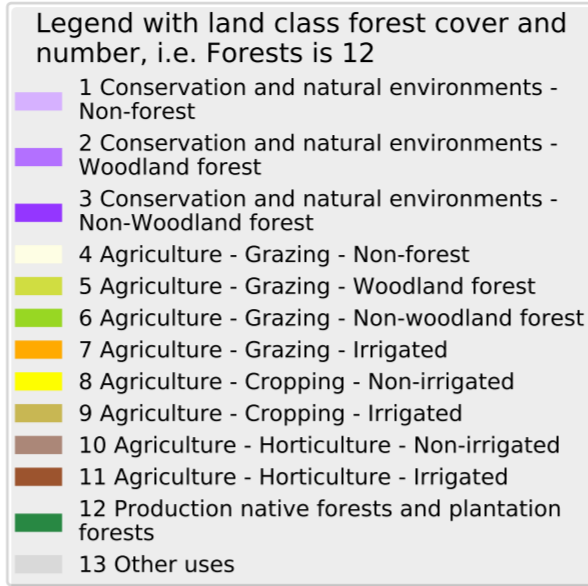 Legend with land class forest cover and
number, i.e. Forests is 12
1 Conservation and natural environments -
Non-forest
2 Conservation and natural environments -
Woodland forest
3 Conservation and natural environments -
Non-Woodland forest
4 Agriculture - Grazing - Non-forest
5 Agriculture - Grazing - Woodland forest
6 Agriculture - Grazing - Non-woodland forest
7 Agriculture - Grazing - Irrigated
8 Agriculture - Cropping - Non-irrigated
9 Agriculture - Cropping - Irrigated
10 Agriculture - Horticulture - Non-irrigated
11 Agriculture - Horticulture - Irrigated
12 Production native forests and plantation
forests
13 Other uses